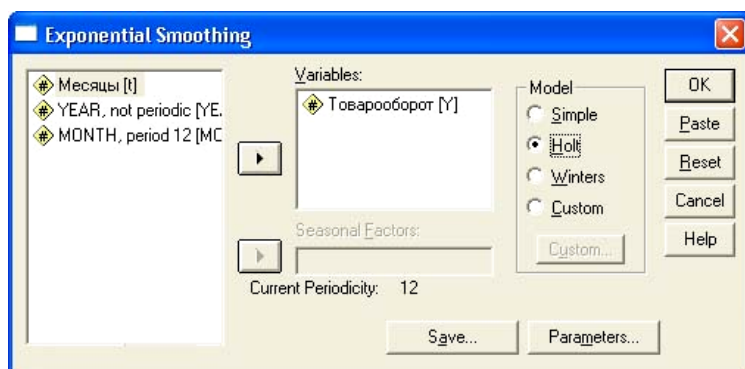 Exponential Smoothing
Месяцы [t]
YEAR, not periodic [YE.
MONTH, period 12 [MC
Variables:
Товарооборот [Y]
Seasonal Factors:
Current Periodicity: 12
Model
Simple
Holt
Winters
Custom
Custom...
OK
Paste
Reset
Cancel
Help
Save...
Parameters...